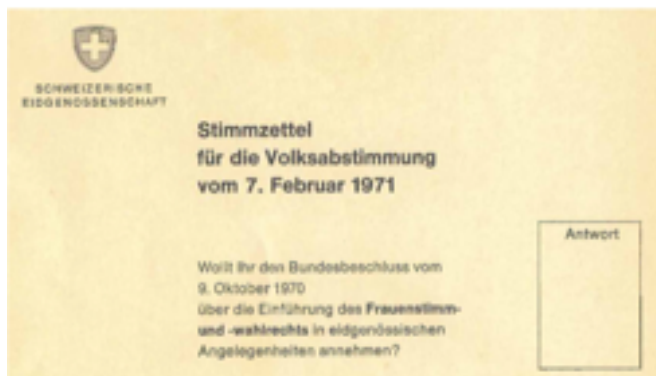 SCHWEIZERISCHE
EIDGENOSSENSCHAFT
Stimmzettel
für die Volksabstimmung
vom 7. Februar 1971
Antwort
Wollt Ihr den Bundesbeschluss vom
9. Oktober 1970
über die Einführung des Frauenstimm-
und -wahlrechts in eidgenössischen
Angelegenheiten annehmen?